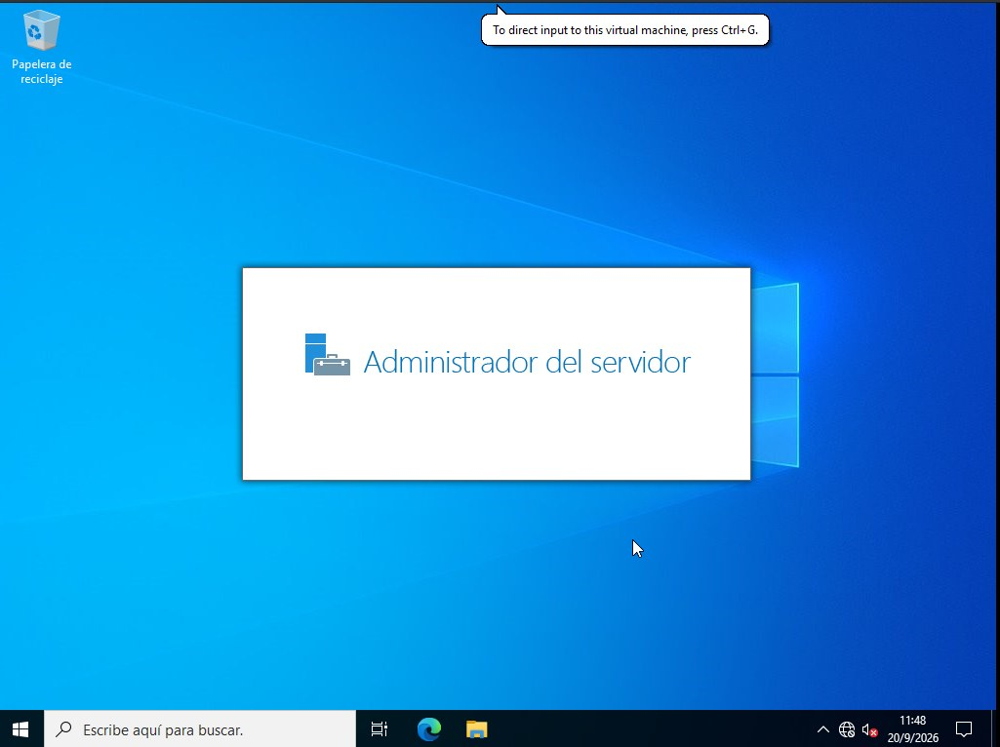 To direct input to this virtual machine, press Ctrl+G.
Papelera de
reciclaje
Administrador del servidor
Escribe aquí para buscar.
11:48
20/9/2026